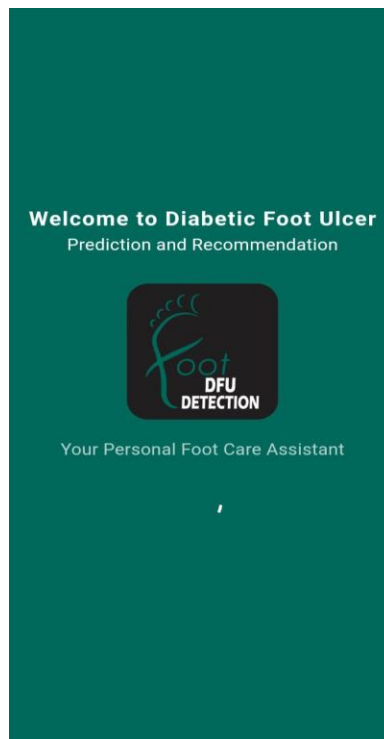 Welcome to Diabetic Foot Ulcer
Prediction and Recommendation
Foot
DFU
DETECTION
Your Personal Foot Care Assistant